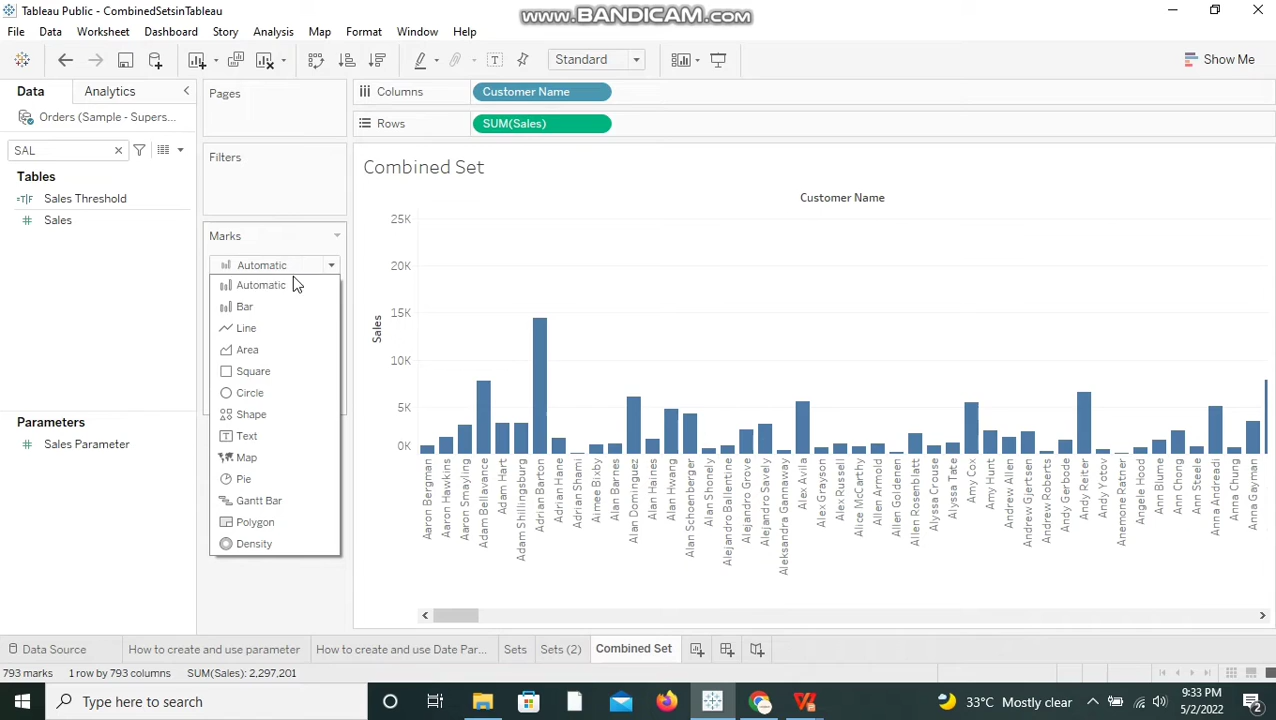 Tableau Public - CombinedSetsinTableau
www.BANDICAM.com
File Data Worksheet Dashboard Story Analysis Map Format Window Help
Standard
Show Me
Data Analytics
Orders (Sample - Supers...
SAL
Tables
Sales Threshold
Sales
Parameters
Sales Parameter
Pages
Filters
Marks
Automatic
Automatic
Bar
Line
Area
Square
Circle
Shape
Text
Map
Pie
Gantt Bar
Polygon
Density
Columns
Customer Name
Rows
SUM(Sales)
Combined Set
Customer Name
25K
20K
15K
10K
5K
0K
Sales
Aaron Bergman
Aaron Hawkins
Aaron Smayling
Adam Bellavance
Adam Hart
Adam Shillingsburg
Adrian Barton
Adrian Hane
Adrian Shami
Aimee Bixby
Alan Barnes
Alan Dominguez
Alan Haines
Alan Hwang
Alan Schoenberger
Alan Shonely
Alejandro Ballentine
Alejandro Grove
Alejandro Savely
Aleksandra Gannaway
Alex Avila
Alex Grayson
Alex Russell
Alice McCarthy
Allen Armold
Allen Goldenen
Allen Rosenblatt
Alyssa Crouse
Alyssa Tate
Amy Cox
Amy Hunt
Andrew Allen
Andrew Gjertsen
Andrew Roberts
Andy Gerbode
Andy Reiter
Andy Yotov
Anemone Ratner
Angele Hood
Ann Blume
Ann Chong
Ann Steele
Anna Andreadi
Anna Chung
Anna Gayman
Data Source
How to create and use parameter
How to create and use Date Par...
Sets
Sets (2)
Combined Set
793 marks 1 row by 793 columns SUM(Sales): 2,297,201
Type here to search
33°C Mostly clear
9:33 PM
5/2/2022
2